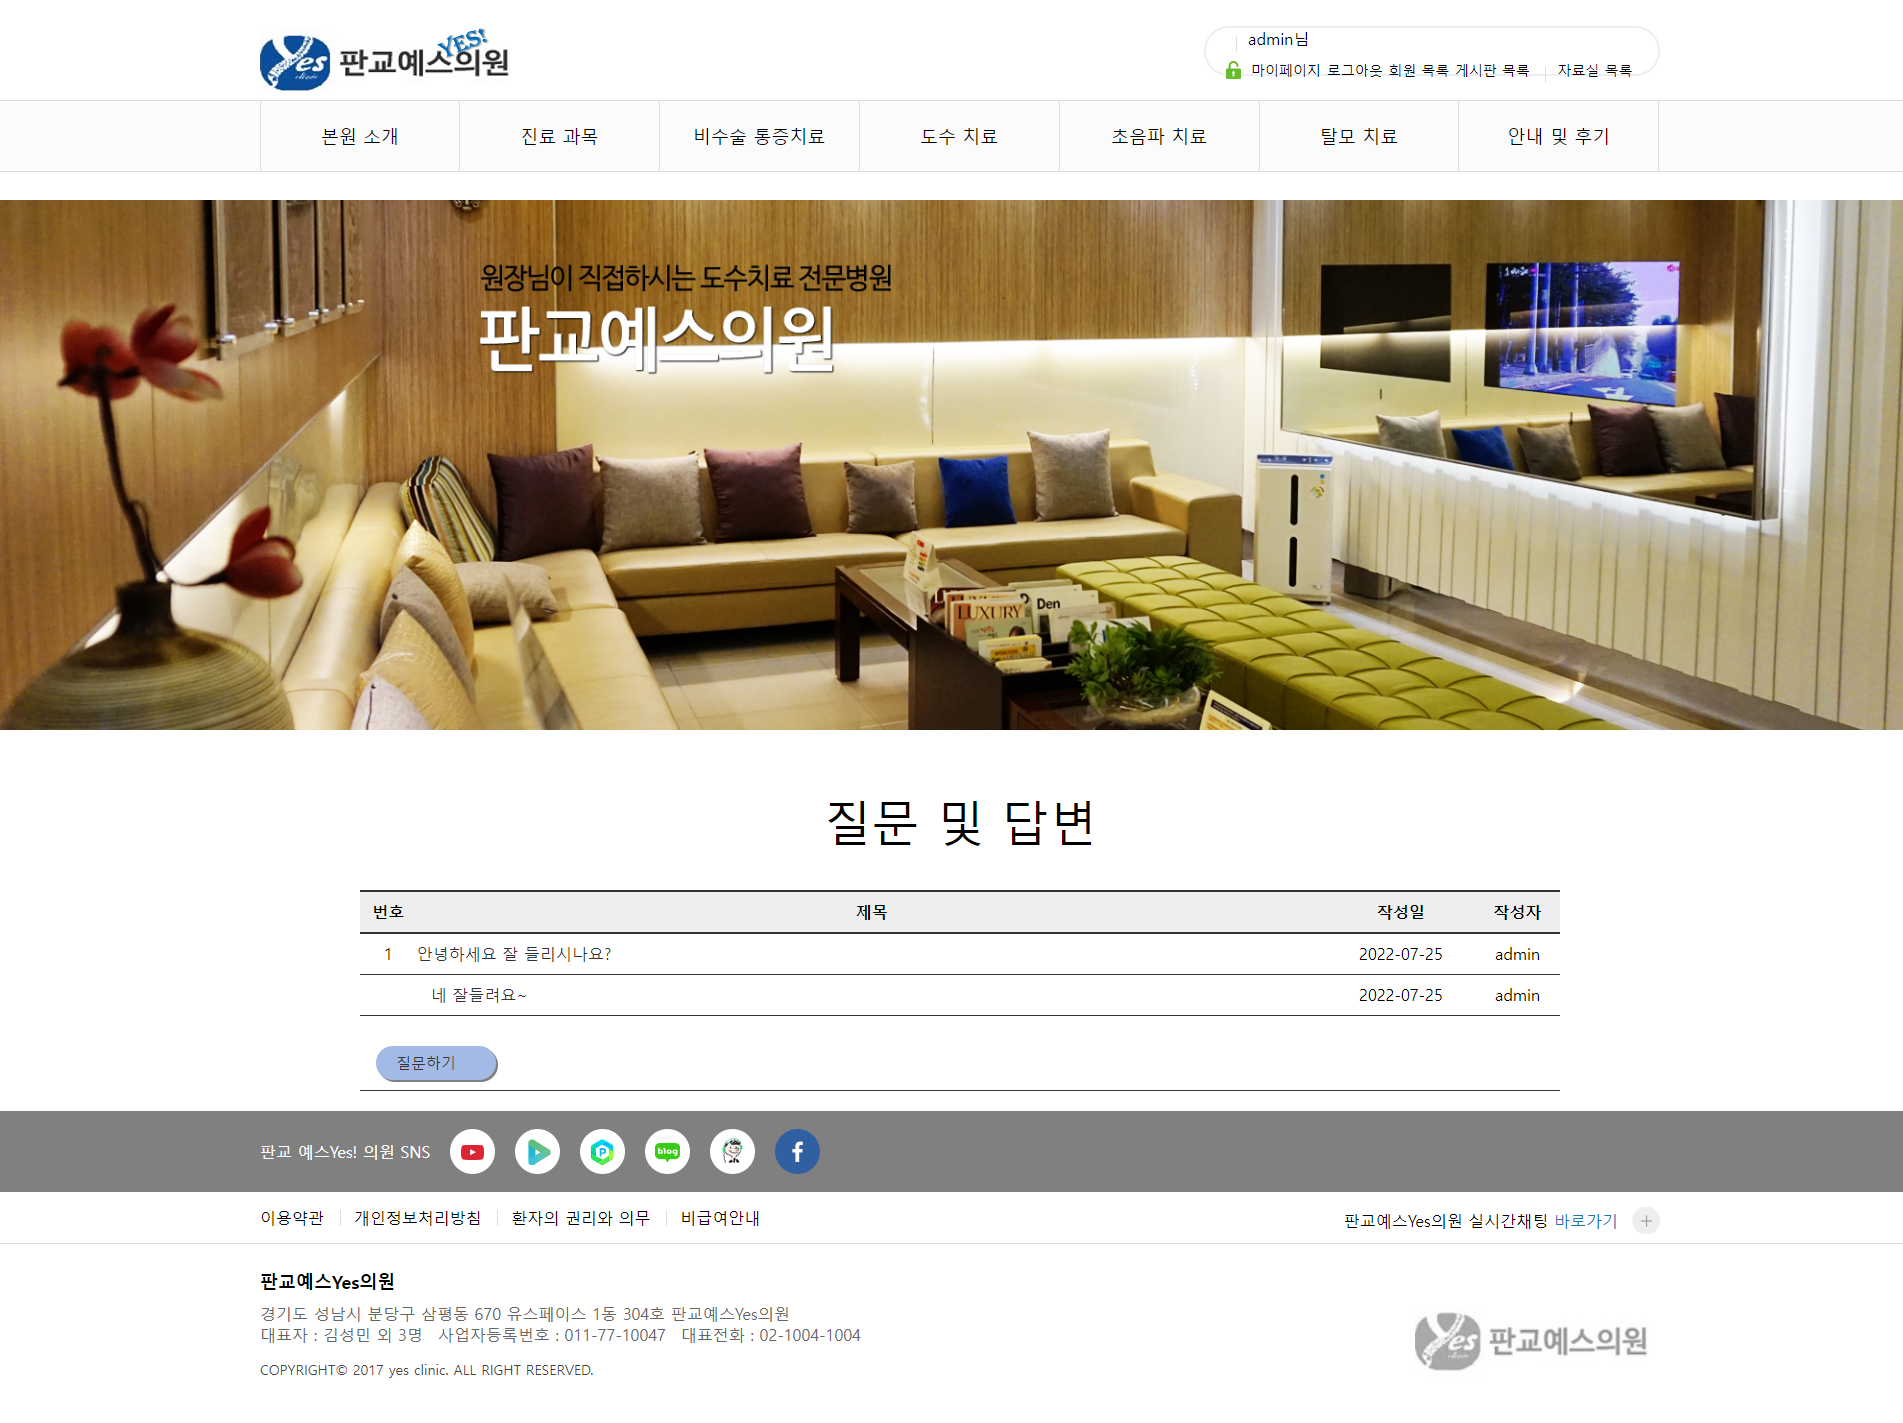 Yes clinic 판교예스의원 YES!
admin님
마이페이지 로그아웃 회원 목록 게시판 목록 자료실 목록
본원 소개 진료 과목 비수술 통증치료 도수 치료 초음파 치료 탈모 치료 안내 및 후기
원장님이 직접하시는 도수치료 전문병원
판교예스의원
LUXURY
Den
질문 및 답변
번호 제목 작성일 작성자
1 안녕하세요 잘 들리시나요? 2022-07-25 admin
네 잘들려요~ 2022-07-25 admin
질문하기
판교 예스Yes! 의원 SNS
P
blog
f
이용약관 개인정보처리방침 환자의 권리와 의무 비급여안내
판교예스Yes의원 실시간채팅 바로가기 +
판교예스Yes의원
경기도 성남시 분당구 삼평동 670 유스페이스 1동 304호 판교예스Yes의원
대표자 : 김성민 외 3명 사업자등록번호 : 011-77-10047 대표전화 : 02-1004-1004
COPYRIGHT© 2017 yes clinic. ALL RIGHT RESERVED.
Yes clinic 판교예스의원